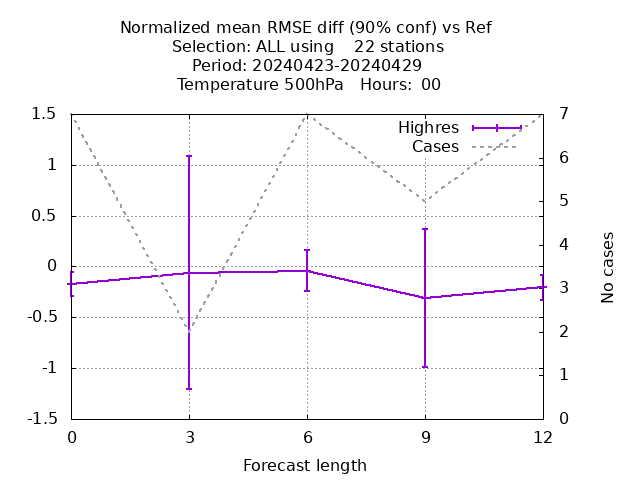 Normalized mean RMSE diff (90% conf) vs Ref
Selection: ALL using    22 stations
Period: 20240423-20240429
Temperature 500hPa   Hours:  00
1.5
1
0.5
0
-0.5
-1
-1.5
Highres
Cases
7
6
5
4
3
2
1
0
No cases
0 3 6 9 12
Forecast length